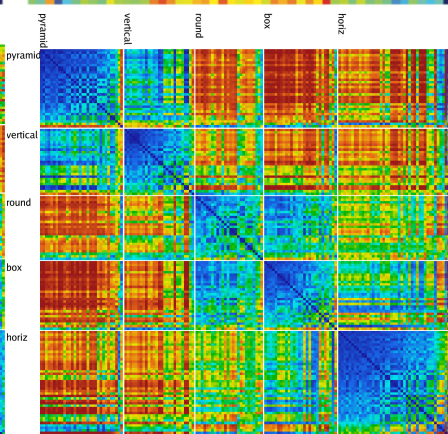 pyramid
vertical
round
box
horiz
pyramid
vertical
round
box
horiz